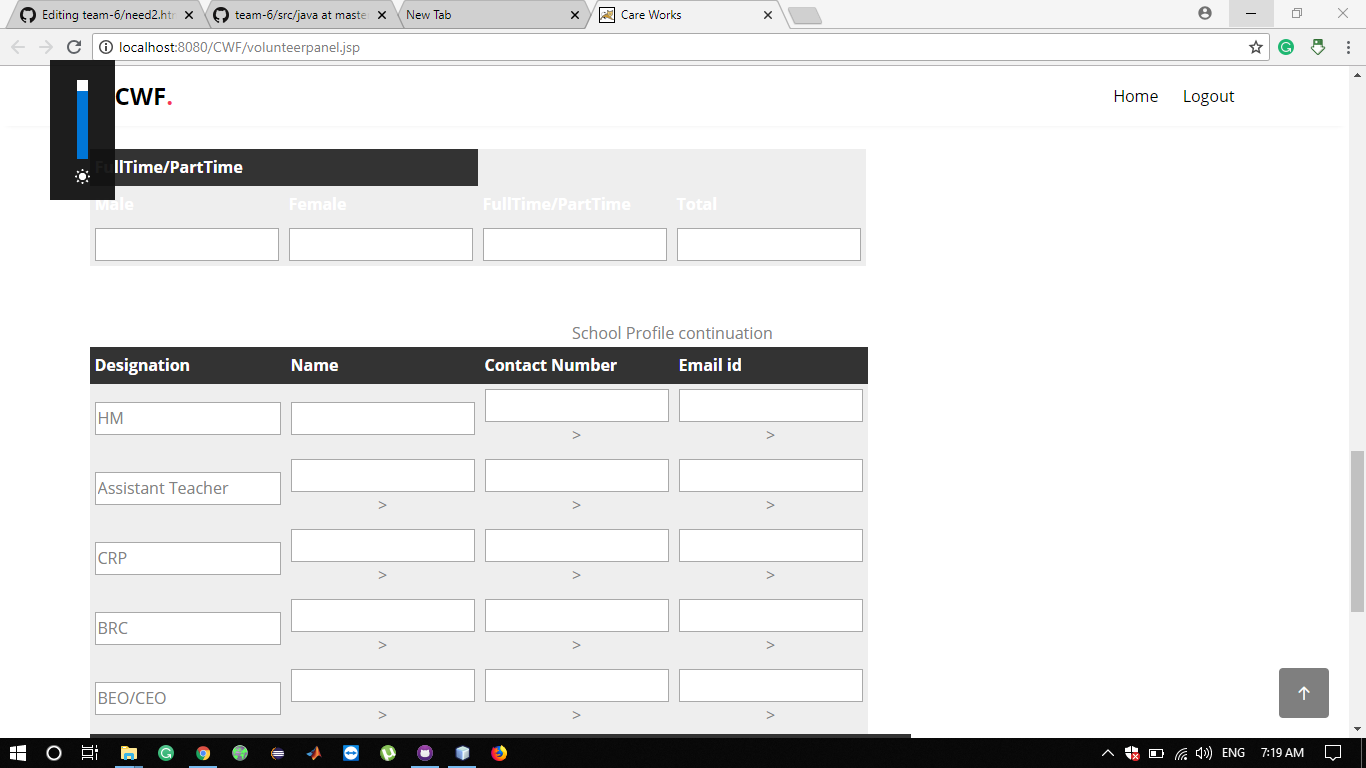 Editing team-6/need2.htm
team-6/src/java at master
New Tab
Care Works
localhost:8080/CWF/volunteerpanel.jsp
CWF.
Home Logout
FullTime/PartTime
Male Female FullTime/PartTime Total
School Profile continuation
Designation Name Contact Number Email id
HM
> >
Assistant Teacher
> > >
CRP
> > >
BRC
> > >
BEO/CEO
> > >
ENG 7:19 AM